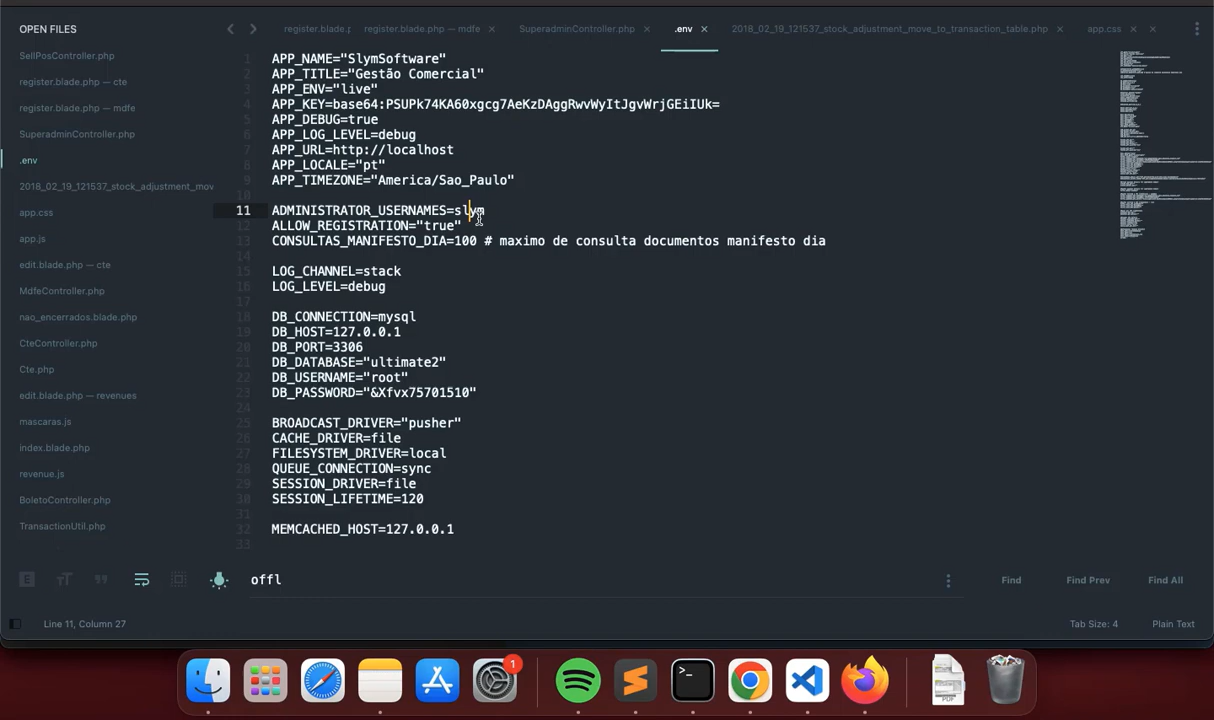 OPEN FILES
SellPosController.php
register.blade.php — cte
register.blade.php — mdfe
SuperadminController.php
.env
2018_02_19_121537_stock_adjustment_mov
app.css
app.js
edit.blade.php — cte
MdfeController.php
nao_encerrados.blade.php
CteController.php
Cte.php
edit.blade.php — revenues
mascaras.js
index.blade.php
revenue.js
BoletoController.php
TransactionUtil.php
register.blade.p
register.blade.php - mdfe
SuperadminController.php
.env
2018_02_19_121537_stock_adjustment_move_to_transaction_table.php
app.css
1 APP_NAME="SlymSoftware"
2 APP_TITLE="Gestão Comercial"
3 APP_ENV="live"
4 APP_KEY=base64:PSUPk74KA60xgcg7AeKzDAggRwvWyItJgvWrjGEiIUk=
5 APP_DEBUG=true
6 APP_LOG_LEVEL=debug
7 APP_URL=http://localhost
8 APP_LOCALE="pt"
9 APP_TIMEZONE="America/Sao_Paulo"
10
11 ADMINISTRATOR_USERNAMES=slym
12 ALLOW_REGISTRATION="true"
13 CONSULTAS_MANIFESTO_DIA=100 # maximo de consulta documentos manifesto dia
14
15 LOG_CHANNEL=stack
16 LOG_LEVEL=debug
17
18 DB_CONNECTION=mysql
19 DB_HOST=127.0.0.1
20 DB_PORT=3306
21 DB_DATABASE="ultimate2"
22 DB_USERNAME="root"
23 DB_PASSWORD="&Xfvx75701510"
24
25 BROADCAST_DRIVER="pusher"
26 CACHE_DRIVER=file
27 FILESYSTEM_DRIVER=local
28 QUEUE_CONNECTION=sync
29 SESSION_DRIVER=file
30 SESSION_LIFETIME=120
31
32 MEMCACHED_HOST=127.0.0.1
33
offl
Find
Find Prev
Find All
Line 11, Column 27
Tab Size: 4
Plain Text
1
PDF